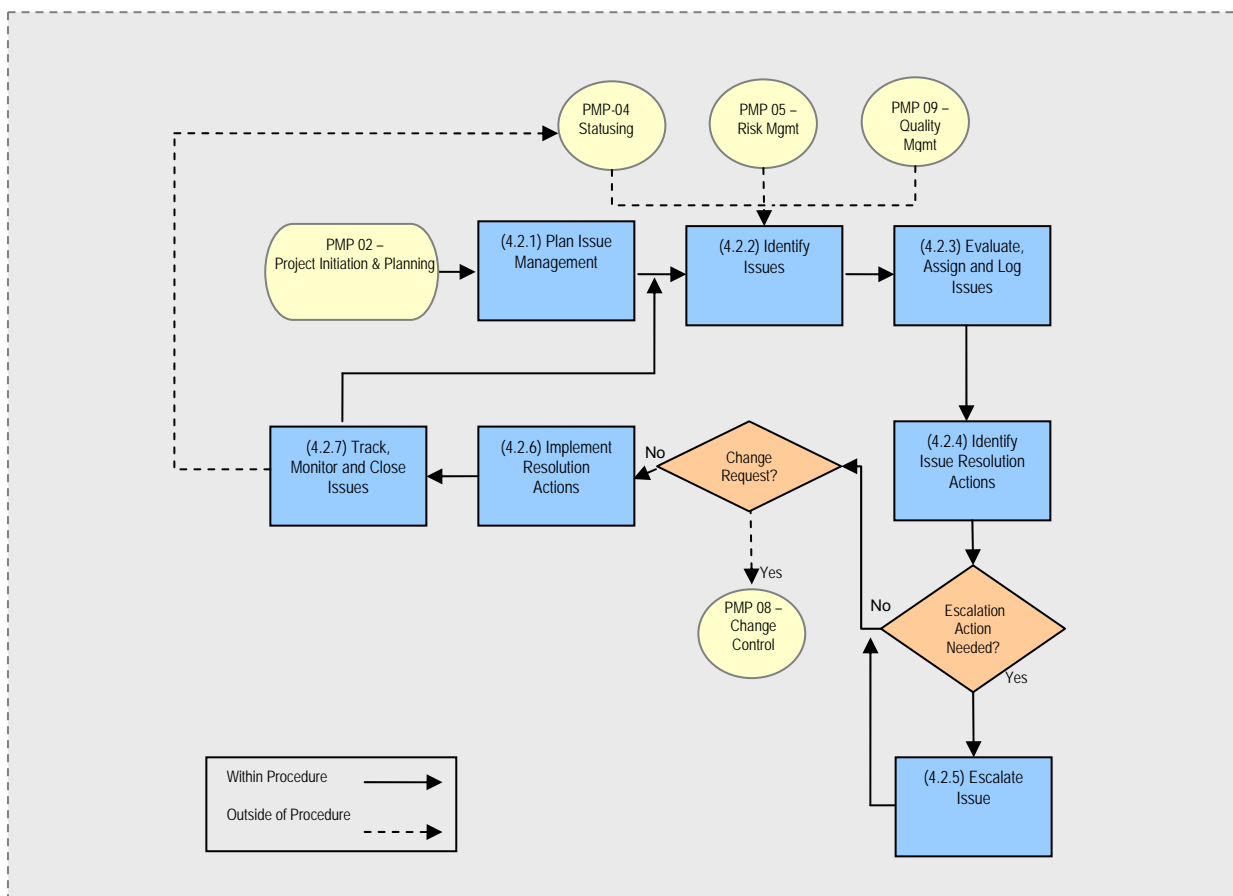 PMP-04
Statusing
PMP 05 –
Risk Mgmt
PMP 09 –
Quality
Mgmt
PMP 02 –
Project Initiation & Planning
(4.2.1) Plan Issue
Management
(4.2.2) Identify
Issues
(4.2.3) Evaluate,
Assign and Log
Issues
(4.2.7) Track,
Monitor and Close
Issues
(4.2.6) Implement
Resolution
Actions
No
Change
Request?
(4.2.4) Identify
Issue Resolution
Actions
Yes
PMP 08 –
Change
Control
No
Escalation
Action
Needed?
Yes
(4.2.5) Escalate
Issue
Within Procedure
Outside of Procedure